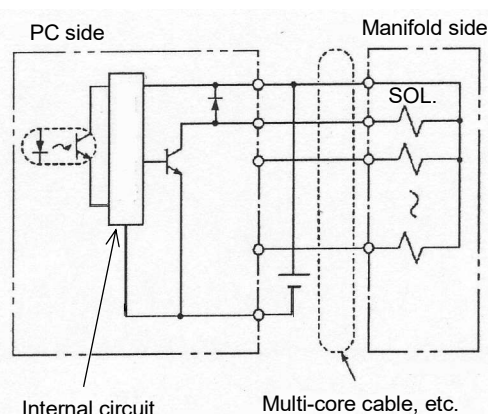 PC side
Manifold side
SOL.
Internal circuit
Multi-core cable, etc.